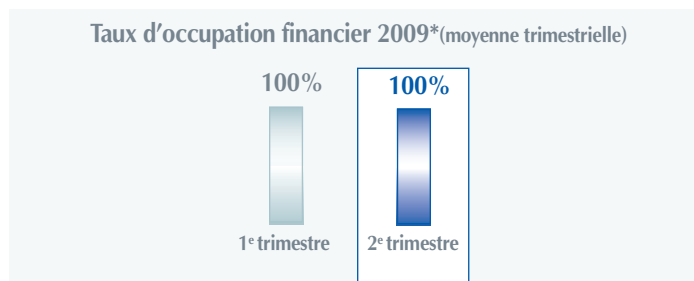 Taux d’occupation financier 2009*(moyenne trimestrielle)
100% 100%
1e trimestre 2e trimestre